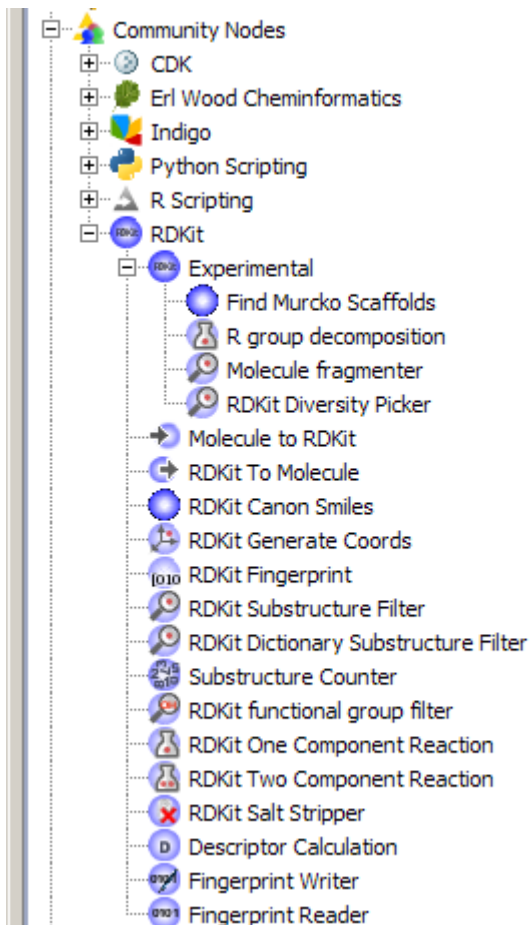 Community Nodes
CDK
Erl Wood Cheminformatics
Indigo
Python Scripting
R Scripting
RDKit
Experimental
Find Murcko Scaffolds
R group decomposition
Molecule fragmenter
RDKit Diversity Picker
Molecule to RDKit
RDKit To Molecule
RDKit Canon Smiles
RDKit Generate Coords
RDKit Fingerprint
RDKit Substructure Filter
RDKit Dictionary Substructure Filter
Substructure Counter
RDKit functional group filter
RDKit One Component Reaction
RDKit Two Component Reaction
RDKit Salt Stripper
D Descriptor Calculation
Fingerprint Writer
Fingerprint Reader